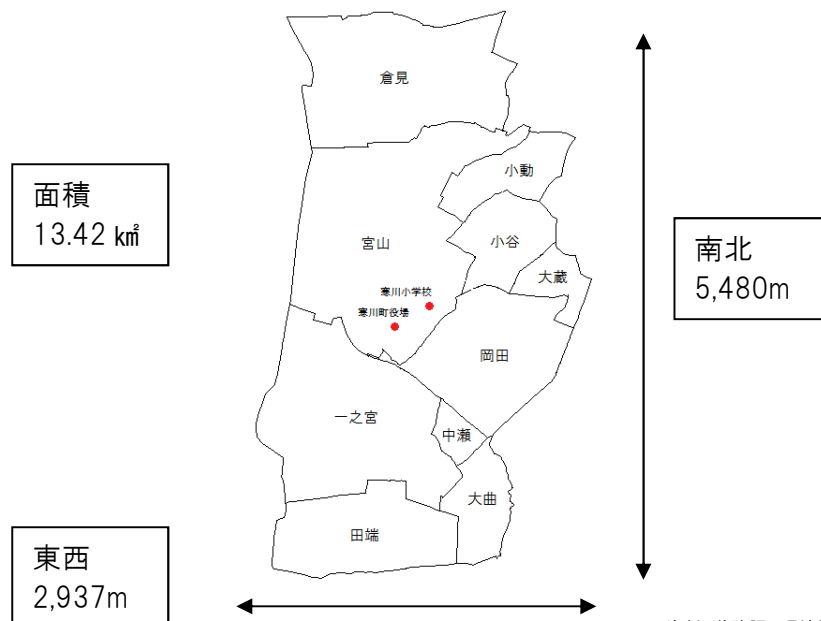 倉見
小動
面積
13.42 ㎢
宮山
小谷
南北
5,480m
大蔵
寒川小学校
寒川町役場
岡田
一之宮
中瀬
大曲
田端
東西
2,937m